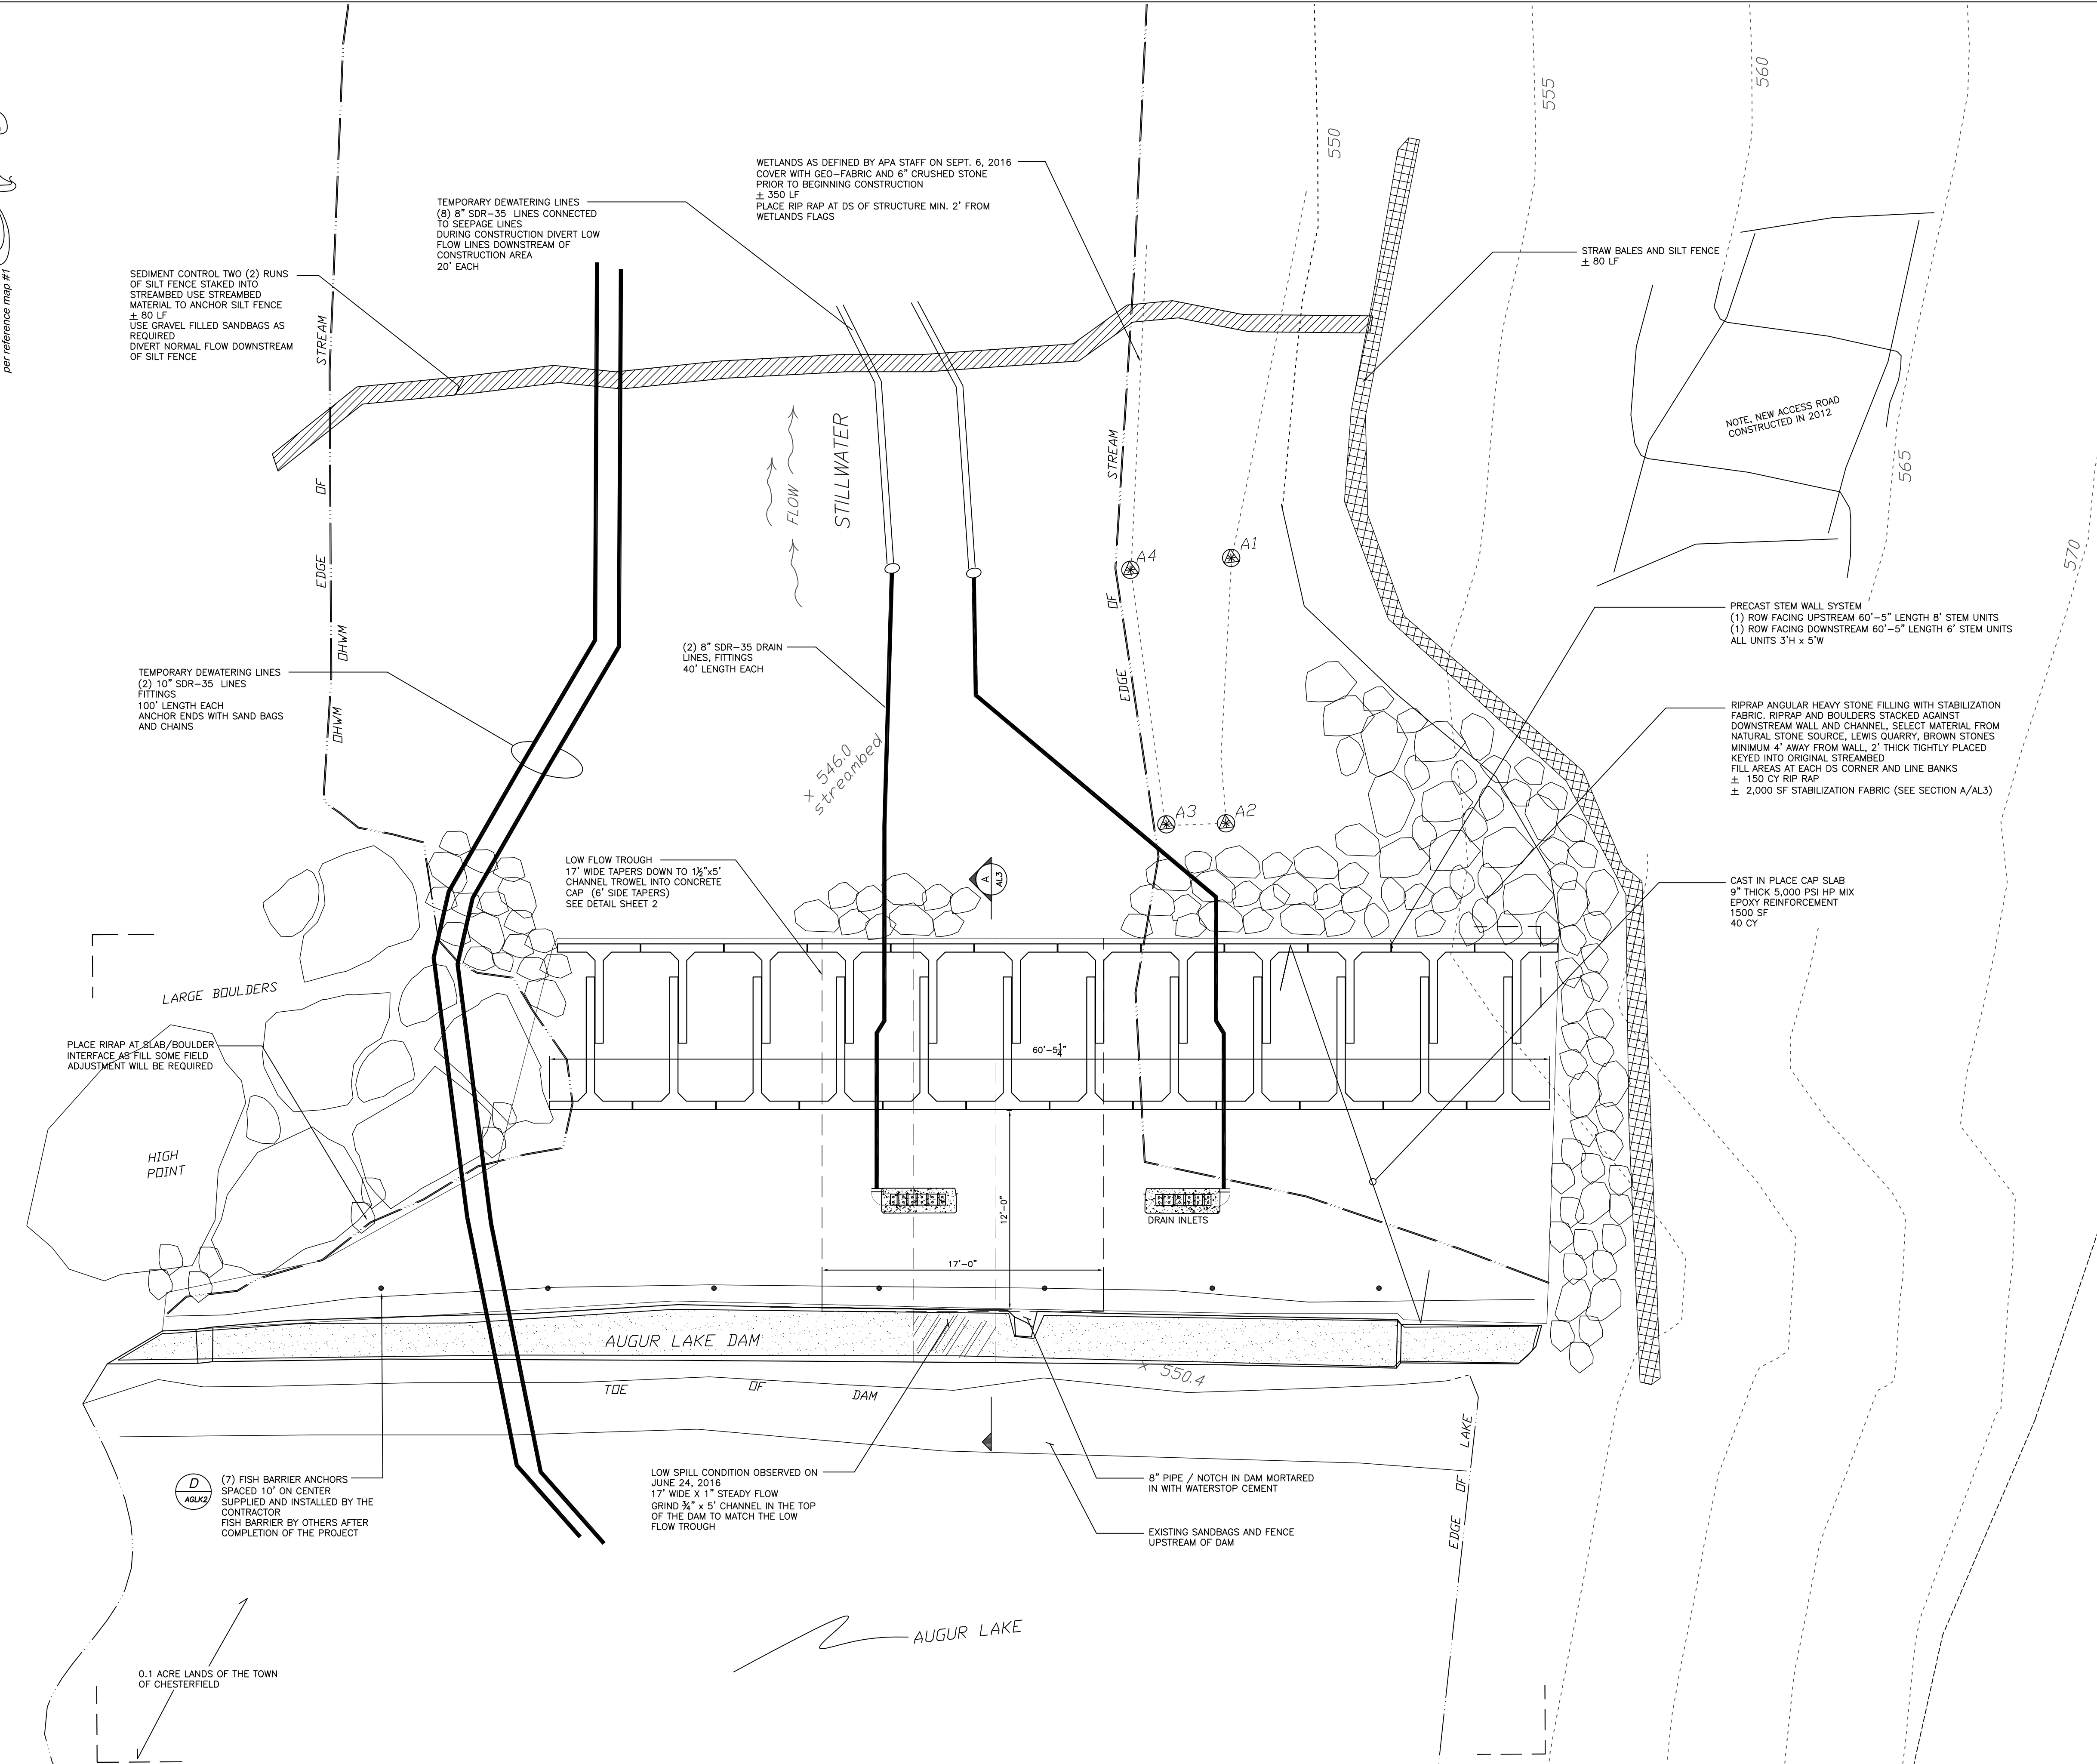 per reference map #1
SEDIMENT CONTROL TWO (2) RUNS
OF SILT FENCE STAKED INTO
STREAMBED USE STREAMBED
MATERIAL TO ANCHOR SILT FENCE
± 80 LF
USE GRAVEL FILLED SANDBAGS AS
REQUIRED
DIVERT NORMAL FLOW DOWNSTREAM
OF SILT FENCE
TEMPORARY DEWATERING LINES
(8) 8" SDR-35 LINES CONNECTED
TO SEEPAGE LINES
DURING CONSTRUCTION DIVERT LOW
FLOW LINES DOWNSTREAM OF
CONSTRUCTION AREA
20' EACH
WETLANDS AS DEFINED BY APA STAFF ON SEPT. 6, 2016
COVER WITH GEO-FABRIC AND 6" CRUSHED STONE
PRIOR TO BEGINNING CONSTRUCTION
± 350 LF
PLACE RIP RAP AT DS OF STRUCTURE MIN. 2' FROM
WETLANDS FLAGS
550
555
560
565
570
STRAW BALES AND SILT FENCE
± 80 LF
NOTE, NEW ACCESS ROAD
CONSTRUCTED IN 2012
EDGE OF STREAM
OHWM
OHWM
FLOW
STILLWATER
EDGE OF STREAM
A4
A1
A3
A2
TEMPORARY DEWATERING LINES
(2) 10" SDR-35 LINES
FITTINGS
100' LENGTH EACH
ANCHOR ENDS WITH SAND BAGS
AND CHAINS
(2) 8" SDR-35 DRAIN
LINES, FITTINGS
40' LENGTH EACH
x 546.0
streambed
PRECAST STEM WALL SYSTEM
(1) ROW FACING UPSTREAM 60'-5" LENGTH 8' STEM UNITS
(1) ROW FACING DOWNSTREAM 60'-5" LENGTH 6' STEM UNITS
ALL UNITS 3'H x 5'W
RIPRAP ANGULAR HEAVY STONE FILLING WITH STABILIZATION
FABRIC. RIPRAP AND BOULDERS STACKED AGAINST
DOWNSTREAM WALL AND CHANNEL, SELECT MATERIAL FROM
NATURAL STONE SOURCE, LEWIS QUARRY, BROWN STONES
MINIMUM 4' AWAY FROM WALL, 2' THICK TIGHTLY PLACED
KEYED INTO ORIGINAL STREAMBED
FILL AREAS AT EACH DS CORNER AND LINE BANKS
± 150 CY RIP RAP
± 2,000 SF STABILIZATION FABRIC (SEE SECTION A/AL3)
LOW FLOW TROUGH
17' WIDE TAPERS DOWN TO 1½"x5'
CHANNEL TROWEL INTO CONCRETE
CAP (6' SIDE TAPERS)
SEE DETAIL SHEET 2
A
AL3
CAST IN PLACE CAP SLAB
9" THICK 5,000 PSI HP MIX
EPOXY REINFORCEMENT
1500 SF
40 CY
LARGE BOULDERS
PLACE RIRAP AT SLAB/BOULDER
INTERFACE AS FILL SOME FIELD
ADJUSTMENT WILL BE REQUIRED
60'-5¼"
HIGH
POINT
12'-0"
DRAIN INLETS
17'-0"
AUGUR LAKE DAM
x 550.4
TOE OF DAM
D
AGLK2
(7) FISH BARRIER ANCHORS
SPACED 10' ON CENTER
SUPPLIED AND INSTALLED BY THE
CONTRACTOR
FISH BARRIER BY OTHERS AFTER
COMPLETION OF THE PROJECT
LOW SPILL CONDITION OBSERVED ON
JUNE 24, 2016
17' WIDE X 1" STEADY FLOW
GRIND ¾" x 5' CHANNEL IN THE TOP
OF THE DAM TO MATCH THE LOW
FLOW TROUGH
8" PIPE / NOTCH IN DAM MORTARED
IN WITH WATERSTOP CEMENT
EXISTING SANDBAGS AND FENCE
UPSTREAM OF DAM
EDGE OF LAKE
AUGUR LAKE
0.1 ACRE LANDS OF THE TOWN
OF CHESTERFIELD